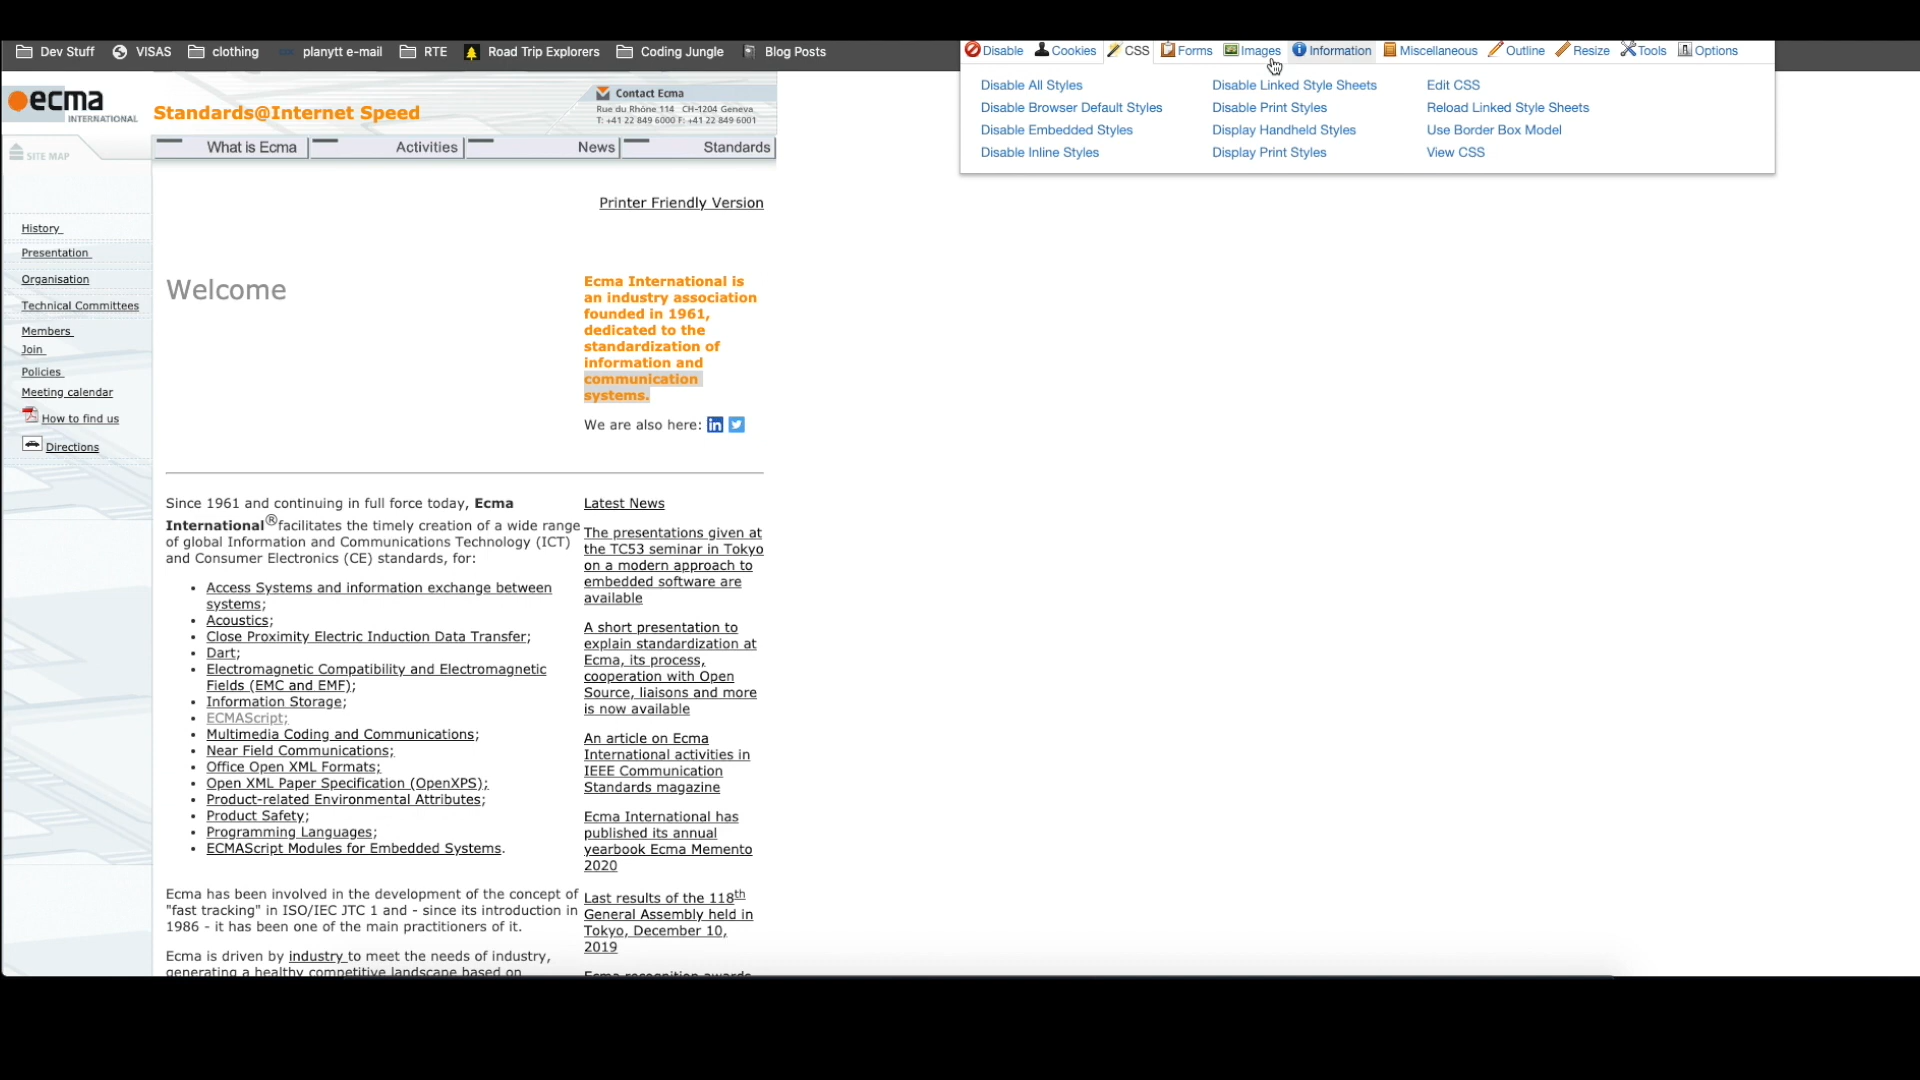 Dev Stuff VISAS clothing planytt e-mail RTE Road Trip Explorers Coding Jungle Blog Posts
Disable Cookies CSS Forms Images Information Miscellaneous Outline Resize Tools Options
Disable All Styles Disable Linked Style Sheets Edit CSS
Disable Browser Default Styles Disable Print Styles Reload Linked Style Sheets
Disable Embedded Styles Display Handheld Styles Use Border Box Model
Disable Inline Styles Display Print Styles View CSS
ecma
INTERNATIONAL
Standards@Internet Speed
Contact Ecma
Rue du Rhône 114 CH-1204 Geneva
T: +41 22 849 6000 F: +41 22 849 6001
SITE MAP
What is Ecma Activities News Standards
History
Presentation
Organisation
Technical Committees
Members
Join
Policies
Meeting calendar
How to find us
Directions
Printer Friendly Version
Welcome
Ecma International is
an industry association
founded in 1961,
dedicated to the
standardization of
information and
communication
systems.
We are also here: in
Since 1961 and continuing in full force today, Ecma
International® facilitates the timely creation of a wide range
of global Information and Communications Technology (ICT)
and Consumer Electronics (CE) standards, for:
• Access Systems and information exchange between
systems;
• Acoustics;
• Close Proximity Electric Induction Data Transfer;
• Dart;
• Electromagnetic Compatibility and Electromagnetic
Fields (EMC and EMF);
• Information Storage;
• ECMAScript;
• Multimedia Coding and Communications;
• Near Field Communications;
• Office Open XML Formats;
• Open XML Paper Specification (OpenXPS);
• Product-related Environmental Attributes;
• Product Safety;
• Programming Languages;
• ECMAScript Modules for Embedded Systems.
Ecma has been involved in the development of the concept of
"fast tracking" in ISO/IEC JTC 1 and - since its introduction in
1986 - it has been one of the main practitioners of it.
Ecma is driven by industry to meet the needs of industry,
generating a healthy competitive landscape based on
Latest News
The presentations given at
the TC53 seminar in Tokyo
on a modern approach to
embedded software are
available
A short presentation to
explain standardization at
Ecma, its process,
cooperation with Open
Source, liaisons and more
is now available
An article on Ecma
International activities in
IEEE Communication
Standards magazine
Ecma International has
published its annual
yearbook Ecma Memento
2020
Last results of the 118th
General Assembly held in
Tokyo, December 10,
2019
Ecma recognition awards